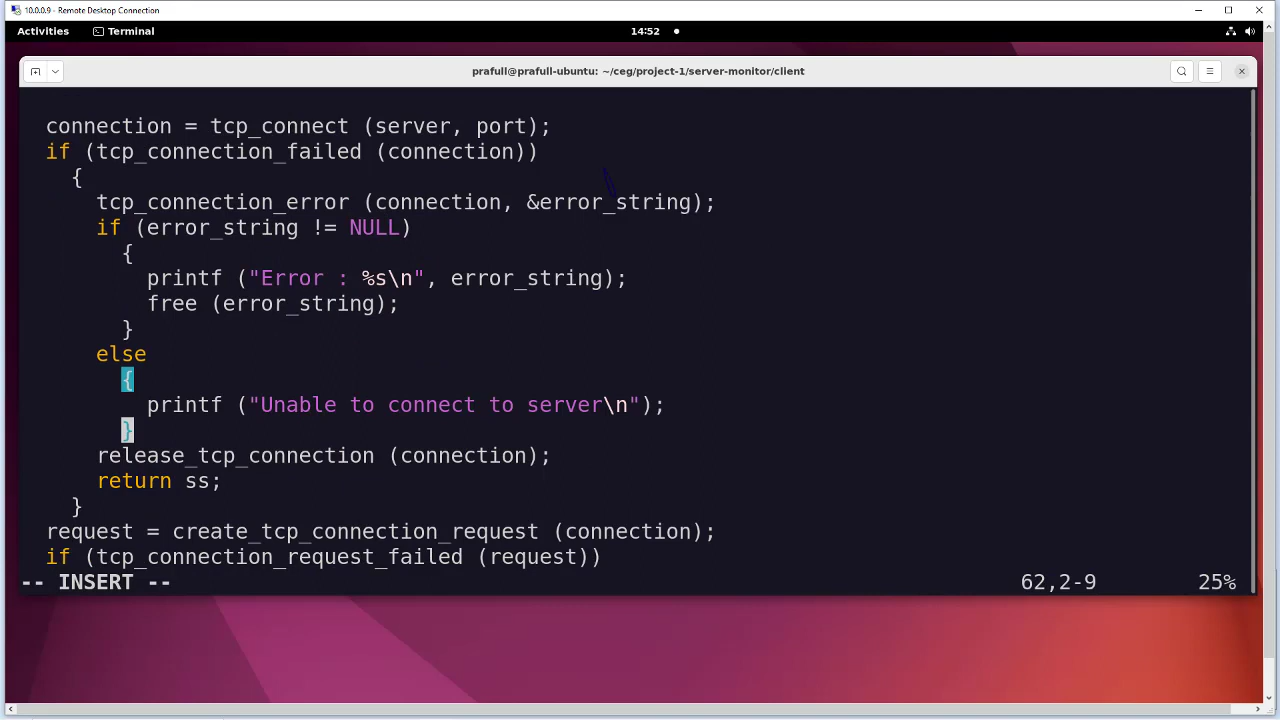 10.0.0.9 - Remote Desktop Connection
Activities
Terminal
14:52
prafull@prafull-ubuntu: ~/ceg/project-1/server-monitor/client
connection = tcp_connect (server, port);
if (tcp_connection_failed (connection))
{
tcp_connection_error (connection, &error_string);
if (error_string != NULL)
{
printf ("Error : %s\n", error_string);
free (error_string);
}
else
{
printf ("Unable to connect to server\n");
}
release_tcp_connection (connection);
return ss;
}
request = create_tcp_connection_request (connection);
if (tcp_connection_request_failed (request))
-- INSERT -- 62,2-9 25%